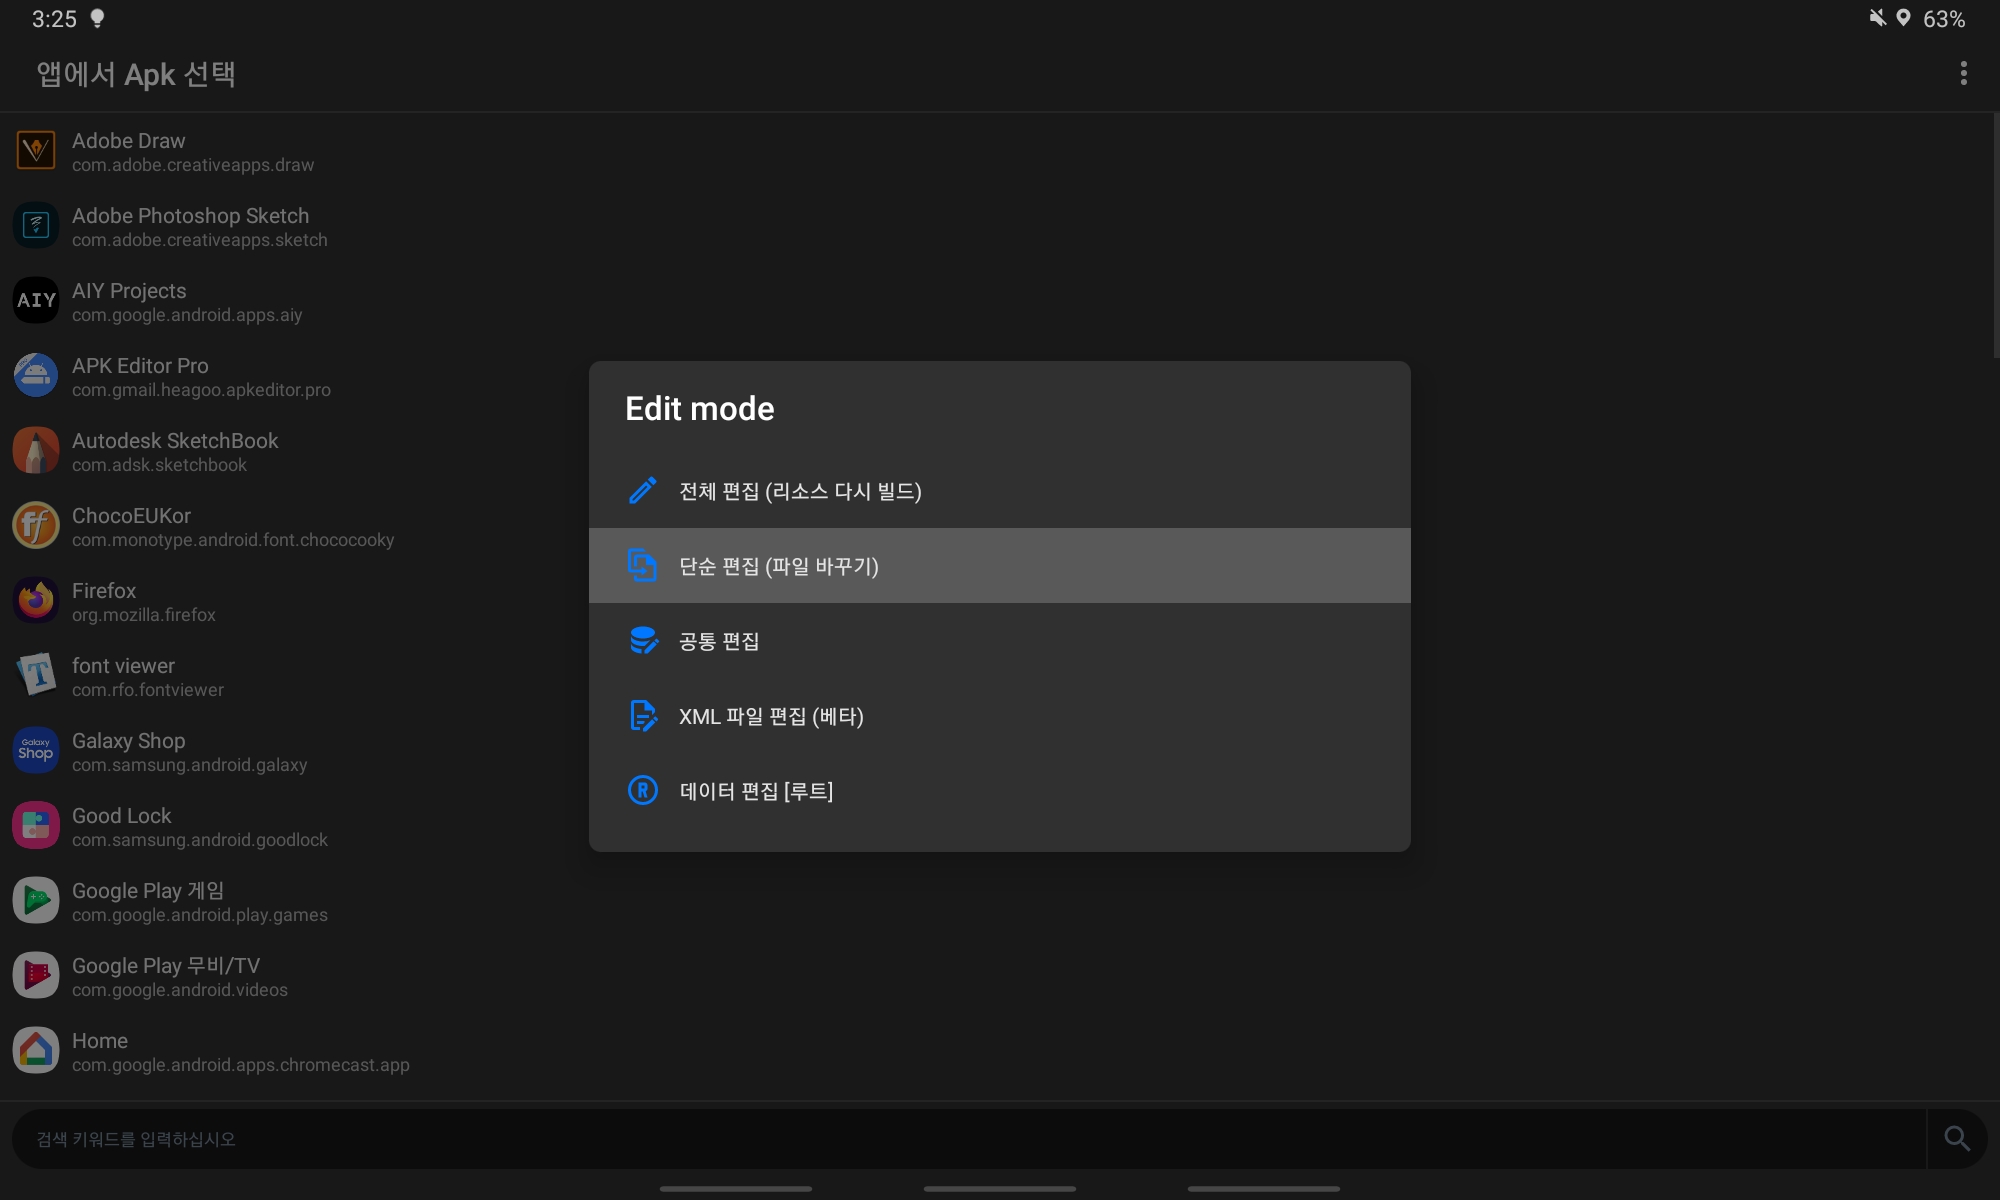 3:25
63%
앱에서 Apk 선택
Adobe Draw
com.adobe.creativeapps.draw
Adobe Photoshop Sketch
com.adobe.creativeapps.sketch
AIY
AIY Projects
com.google.android.apps.aiy
APK Editor Pro
com.gmail.heagoo.apkeditor.pro
Autodesk SketchBook
com.adsk.sketchbook
ff
ChocoEUKor
com.monotype.android.font.chococooky
Firefox
org.mozilla.firefox
T
font viewer
com.rfo.fontviewer
Galaxy
Shop
Galaxy Shop
com.samsung.android.galaxy
Good Lock
com.samsung.android.goodlock
Google Play 게임
com.google.android.play.games
Google Play 무비/TV
com.google.android.videos
Home
com.google.android.apps.chromecast.app
Edit mode
전체 편집 (리소스 다시 빌드)
단순 편집 (파일 바꾸기)
공통 편집
XML 파일 편집 (베타)
R
데이터 편집 [루트]
검색 키워드를 입력하십시오